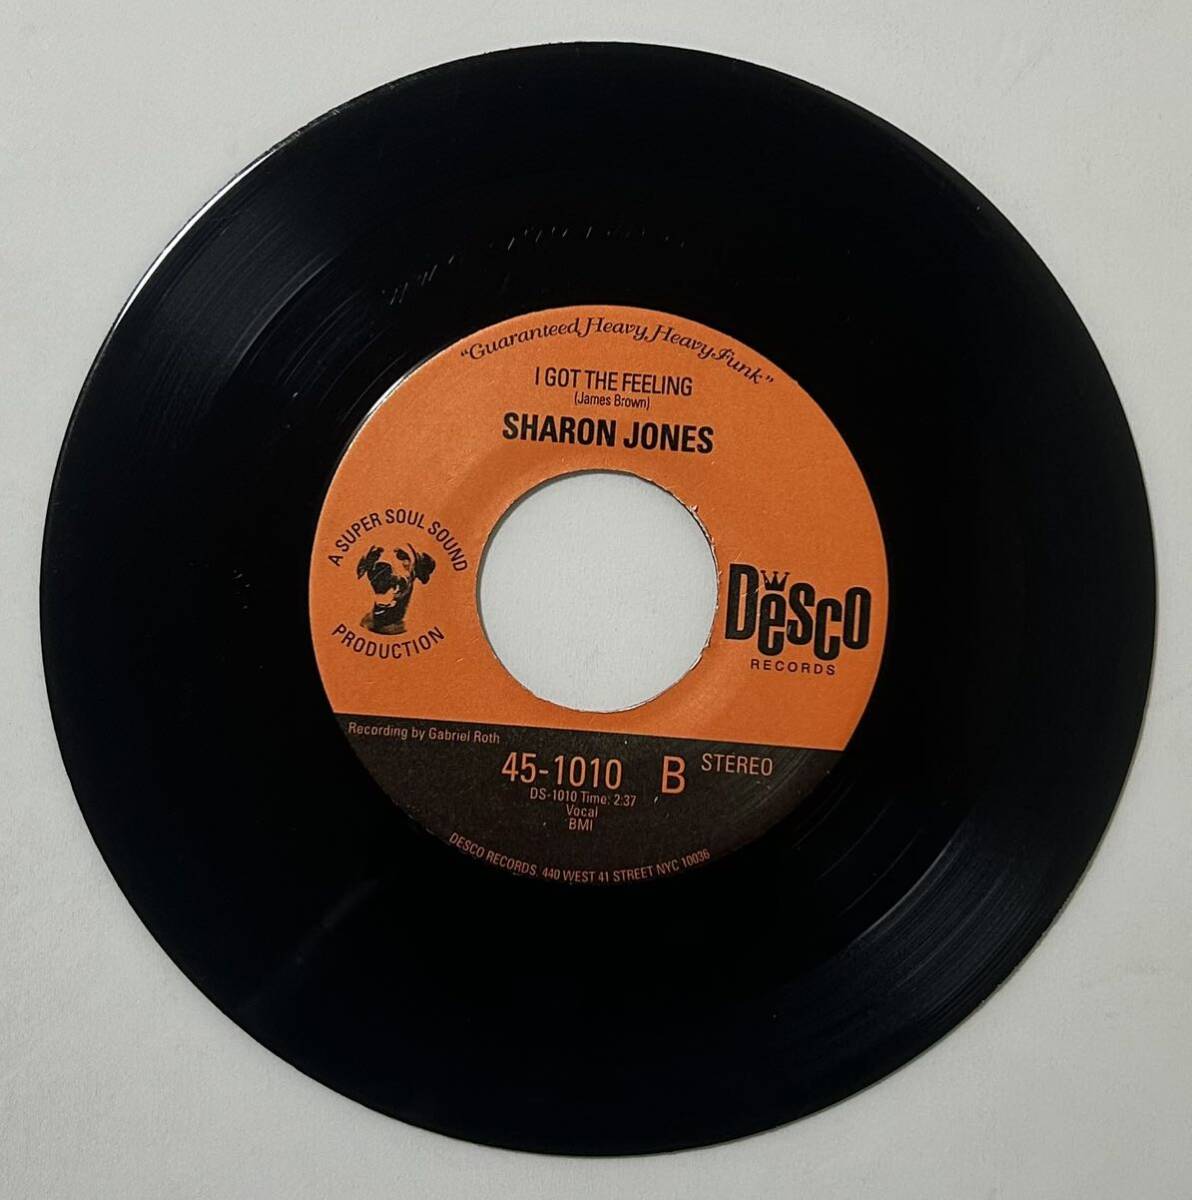 "Guaranteed Heavy, Heavy Funk"
I GOT THE FEELING
(James Brown)
SHARON JONES
A SUPER SOUL SOUND
PRODUCTION
Desco
RECORDS
Recording by Gabriel Roth
45-1010 B STEREO
DS-1010 Time: 2:37
Vocal
BMI
DESCO RECORDS, 440 WEST 41 STREET NYC 10036